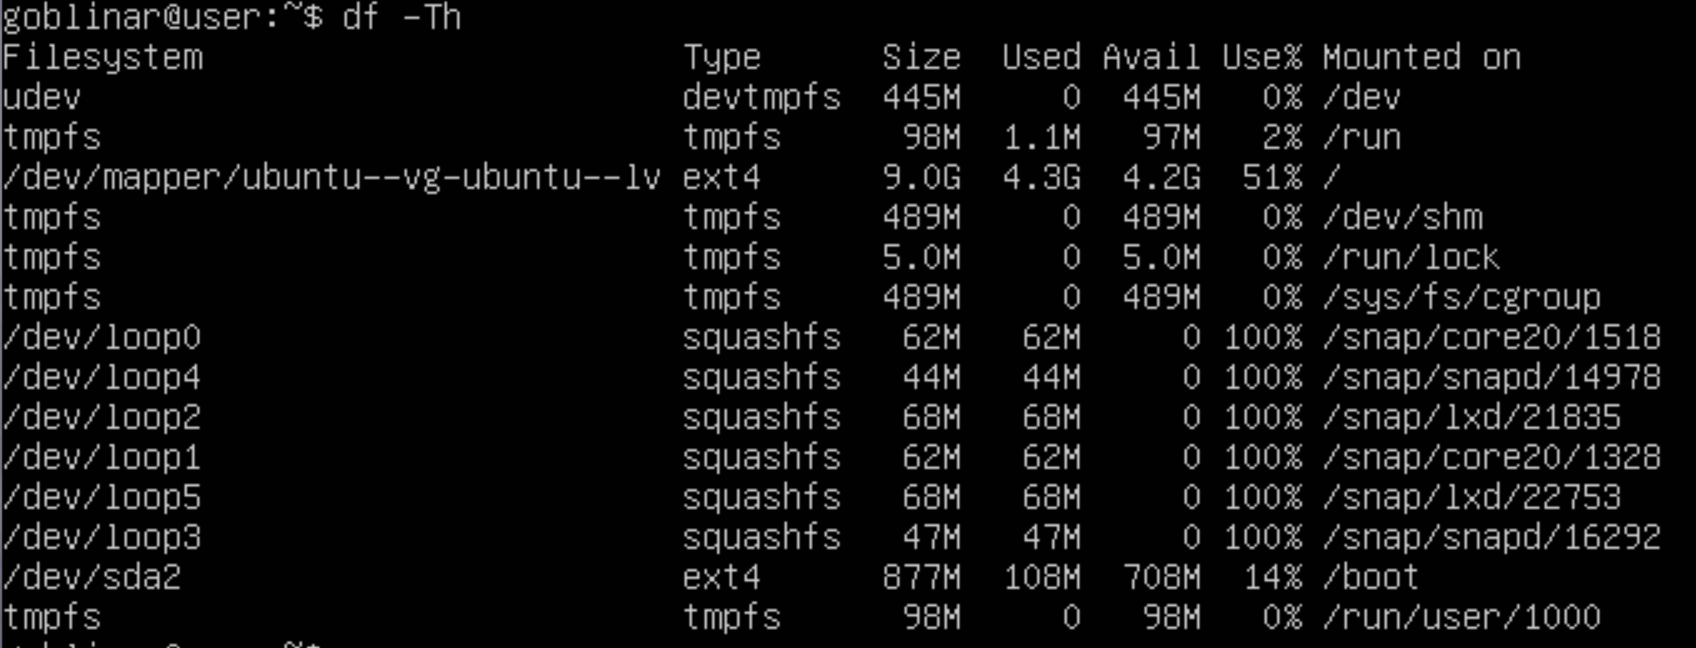 goblinar@user:~$ df -Th
Filesystem Type Size Used Avail Use% Mounted on
udev devtmpfs 445M 0 445M 0% /dev
tmpfs tmpfs 98M 1.1M 97M 2% /run
/dev/mapper/ubuntu--vg-ubuntu--lv ext4 9.0G 4.3G 4.2G 51% /
tmpfs tmpfs 489M 0 489M 0% /dev/shm
tmpfs tmpfs 5.0M 0 5.0M 0% /run/lock
tmpfs tmpfs 489M 0 489M 0% /sys/fs/cgroup
/dev/loop0 squashfs 62M 62M 0 100% /snap/core20/1518
/dev/loop4 squashfs 44M 44M 0 100% /snap/snapd/14978
/dev/loop2 squashfs 68M 68M 0 100% /snap/lxd/21835
/dev/loop1 squashfs 62M 62M 0 100% /snap/core20/1328
/dev/loop5 squashfs 68M 68M 0 100% /snap/lxd/22753
/dev/loop3 squashfs 47M 47M 0 100% /snap/snapd/16292
/dev/sda2 ext4 877M 108M 708M 14% /boot
tmpfs tmpfs 98M 0 98M 0% /run/user/1000